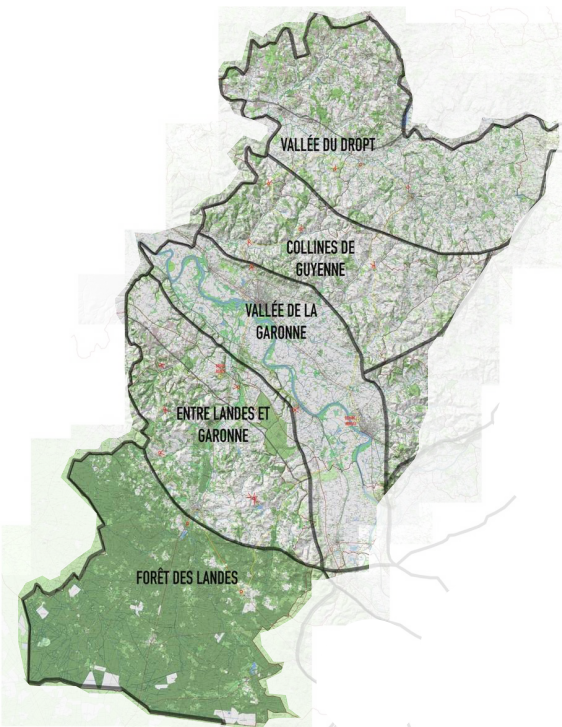 VALLÉE DU DROPT
COLLINES DE
GUYENNE
VALLÉE DE LA
GARONNE
ENTRE LANDES ET
GARONNE
FORÊT DES LANDES